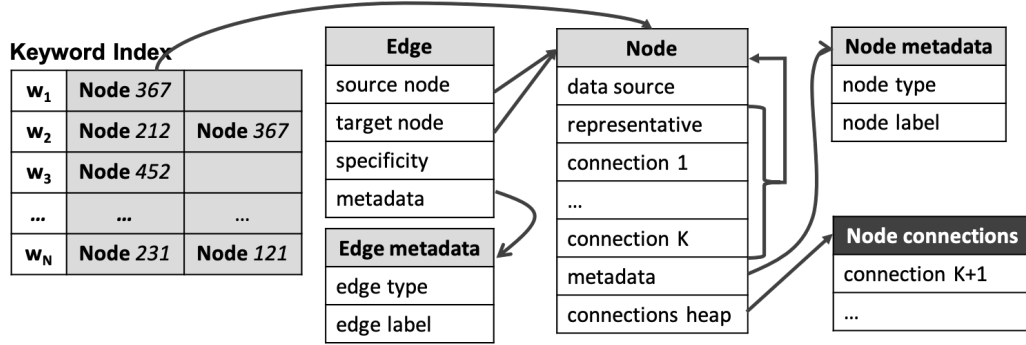 Keyword Index
w1 Node 367
w2 Node 212 Node 367
w3 Node 452
... ... ...
wN Node 231 Node 121
Edge
source node
target node
specificity
metadata
Edge metadata
edge type
edge label
Node
data source
representative
connection 1
...
connection K
metadata
connections heap
Node metadata
node type
node label
Node connections
connection K+1
...